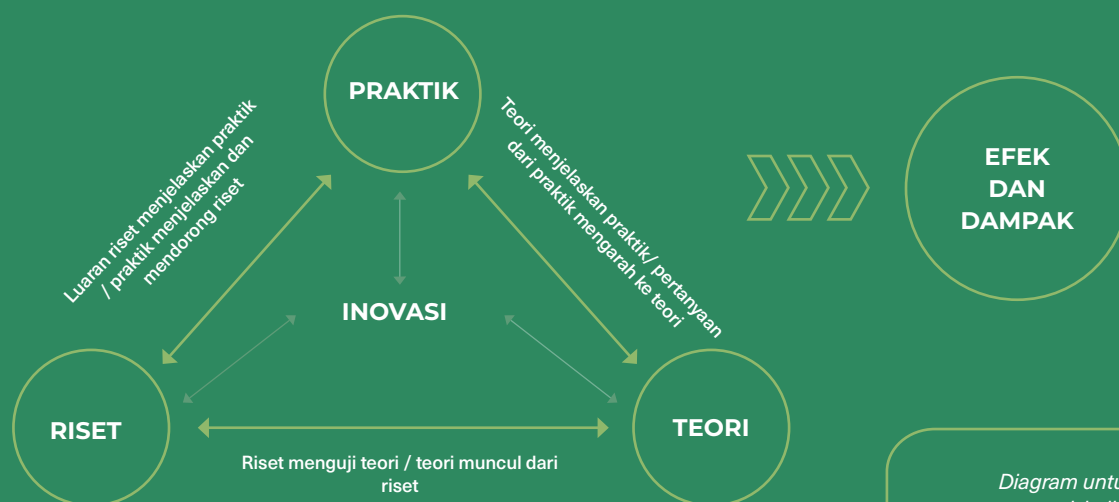 PRAKTIK
Luaran riset menjelaskan praktik
/ praktik menjelaskan dan
mendorong riset
Teori menjelaskan praktik/ pertanyaan
dari praktik mengarah ke teori
EFEK
DAN
DAMPAK
INOVASI
RISET
TEORI
Riset menguji teori / teori muncul dari
riset
Diagram